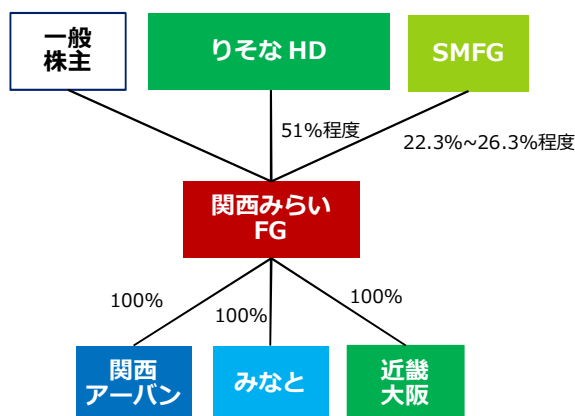 一般
株主
りそな HD
SMFG
51%程度
22.3%~26.3%程度
関西みらい
FG
100%
100%
100%
関西
アーバン
みなと
近畿
大阪